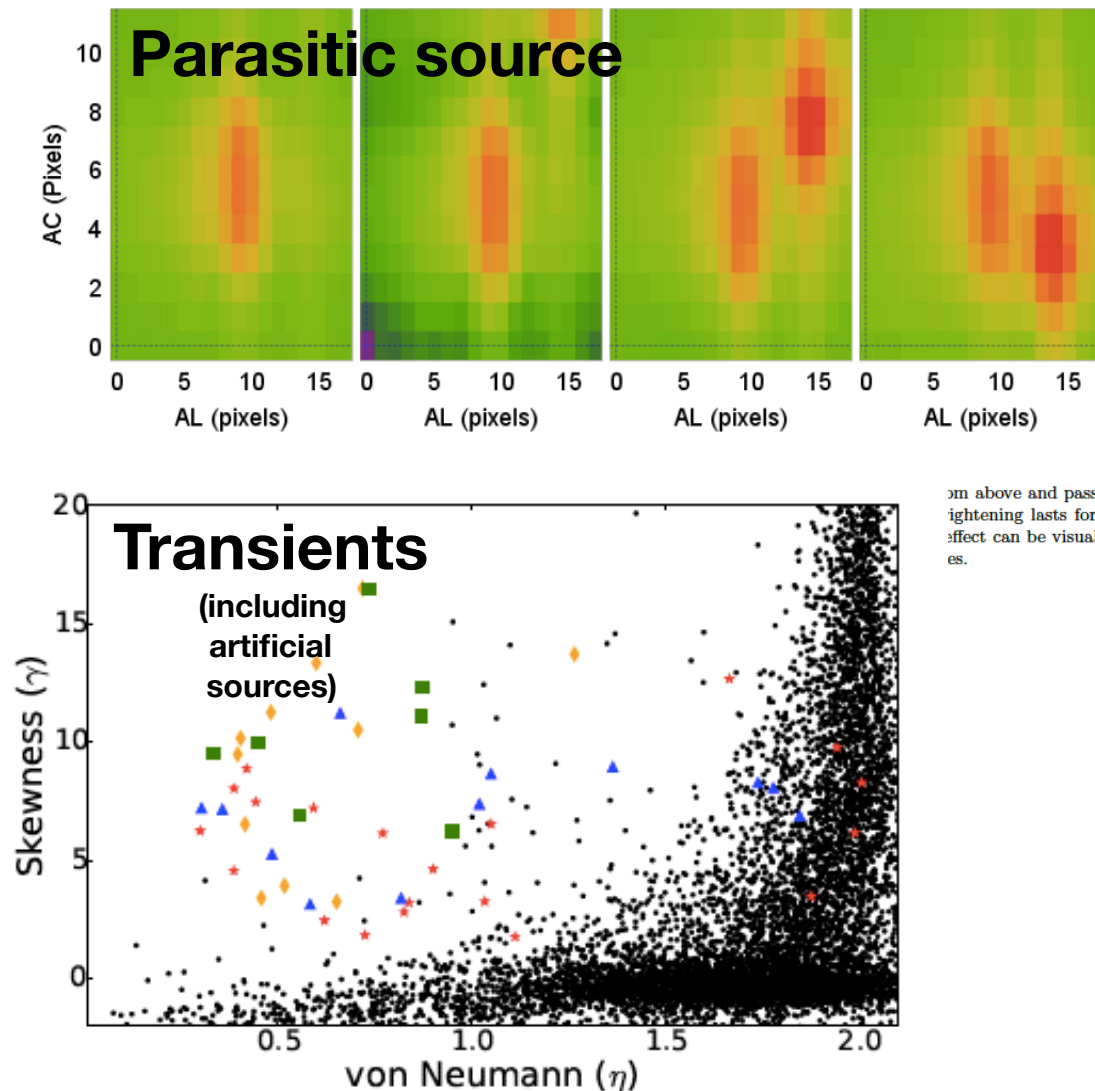 Parasitic source
10
8
6
4
2
0
AC (Pixels)
0 5 10 15
0 5 10 15
0 5 10 15
0 5 10 15
AL (pixels)
AL (pixels)
AL (pixels)
AL (pixels)
om above and pass
ightening lasts for
effect can be visual
es.
Transients
(including
artificial
sources)
20
15
10
5
0
Skewness (γ)
0.5 1.0 1.5 2.0
von Neumann (η)